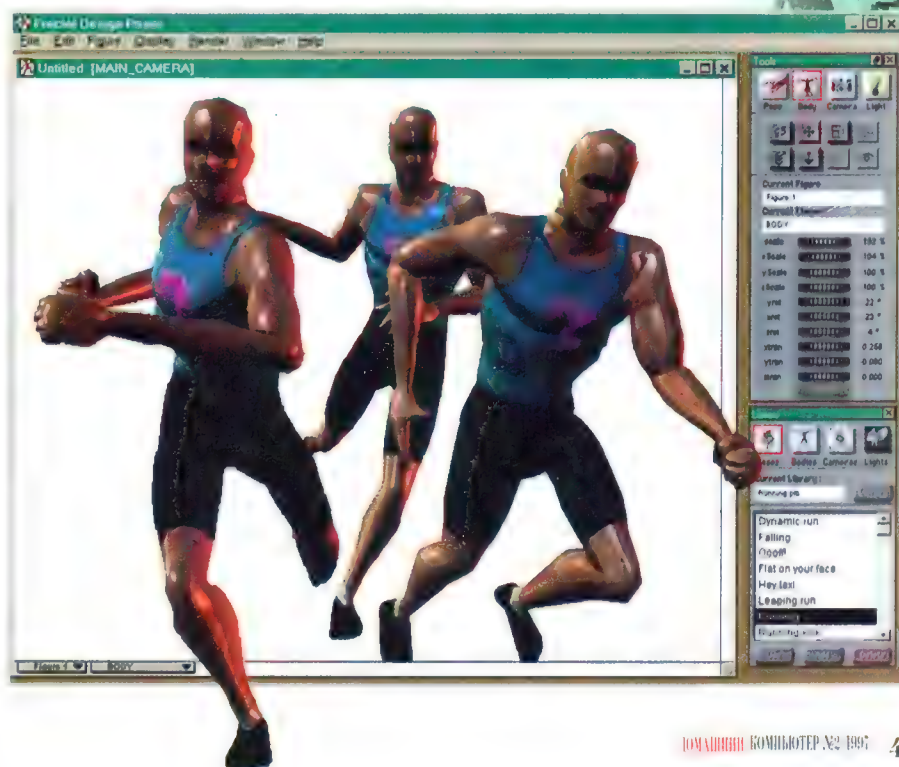 Fractal Design Poser
File Edit Figure Display Render Window Help
Untitled [MAIN_CAMERA]
Tools
Pose Body Camera Light
Current Figure
Figure 1
Current
BODY
scale 102 %
xScale 104 %
yScale 100 %
zScale 100 %
yrot 22 °
xrot 23 °
zrot 4 °
xtran 0.268
ytran 0.000
ztran 0.000
Poses Bodies Cameras Lights
Current Library:
Running
Dynamic run
Falling
Ooof!
Flat on your face
Hey taxi
Leaping run
Figure 1 BODY
ДОМАШНИЙ КОМПЬЮТЕР №2 1997